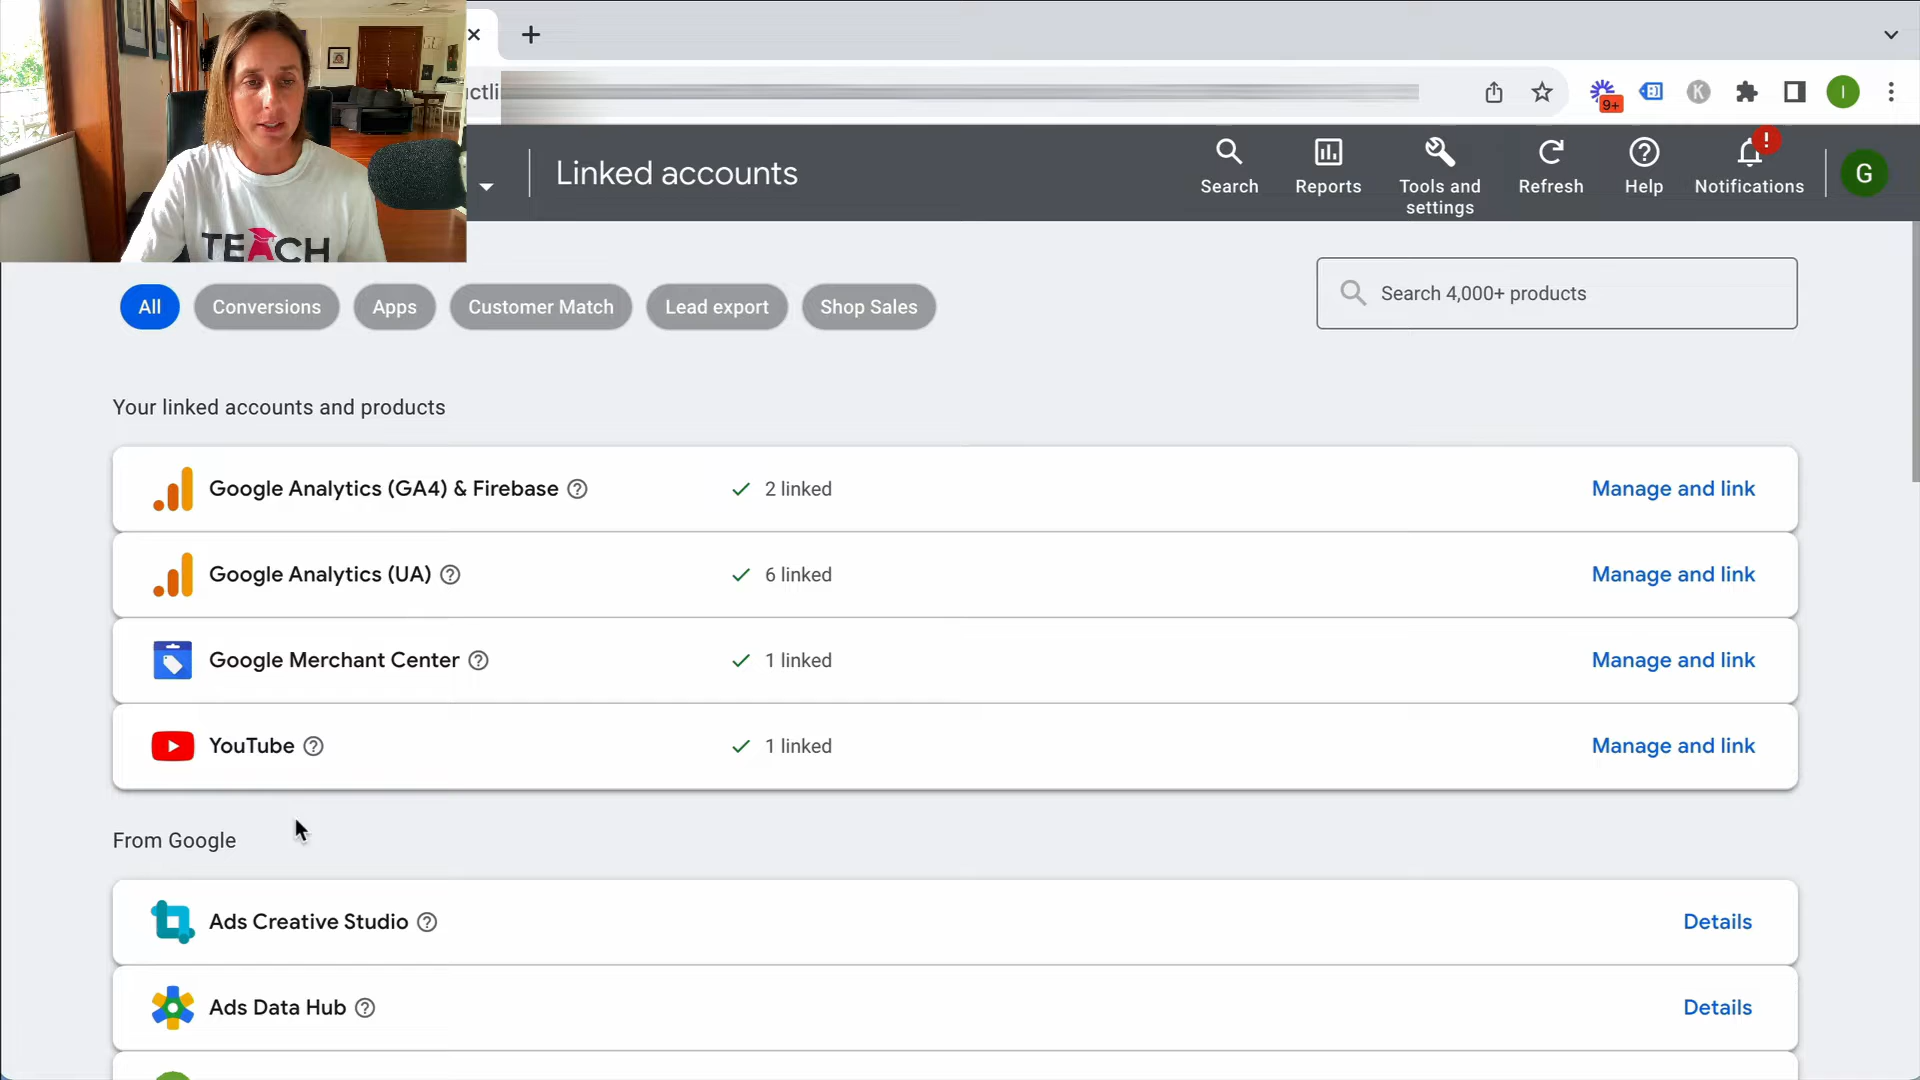 ctli
9+
K
I
Linked accounts
Search
Reports
Tools and
settings
Refresh
Help
!
Notifications
G
TEACH
All
Conversions
Apps
Customer Match
Lead export
Shop Sales
Search 4,000+ products
Your linked accounts and products
Google Analytics (GA4) & Firebase
2 linked
Manage and link
Google Analytics (UA)
6 linked
Manage and link
Google Merchant Center
1 linked
Manage and link
YouTube
1 linked
Manage and link
From Google
Ads Creative Studio
Details
Ads Data Hub
Details